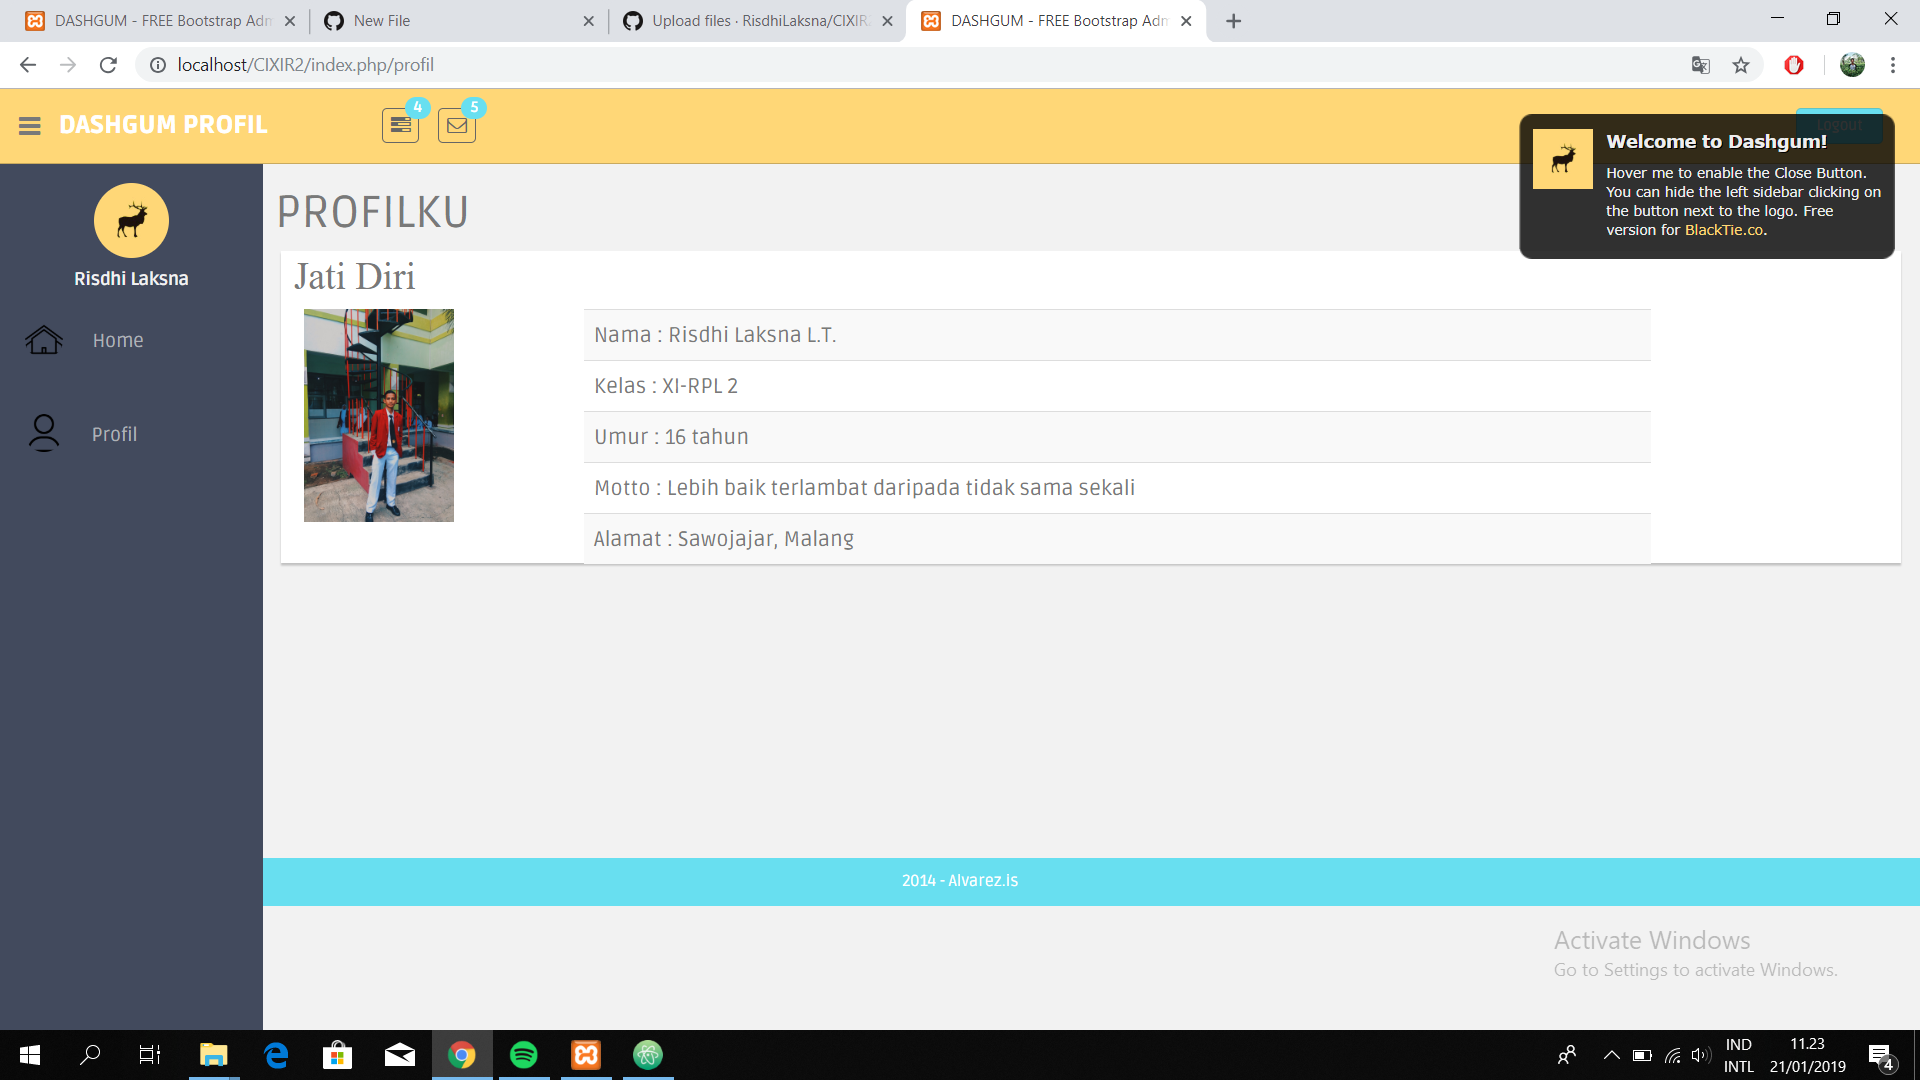 DASHGUM - FREE Bootstrap Adm
New File
Upload files · RisdhiLaksna/CIXIR
DASHGUM - FREE Bootstrap Adm
localhost/CIXIR2/index.php/profil
DASHGUM PROFIL
4
5
Logout
Welcome to Dashgum!
Hover me to enable the Close Button.
You can hide the left sidebar clicking on
the button next to the logo. Free
version for BlackTie.co.
Risdhi Laksna
Home
Profil
PROFILKU
Jati Diri
Nama : Risdhi Laksna L.T.
Kelas : XI-RPL 2
Umur : 16 tahun
Motto : Lebih baik terlambat daripada tidak sama sekali
Alamat : Sawojajar, Malang
2014 - Alvarez.is
Activate Windows
Go to Settings to activate Windows.
IND
INTL
11.23
21/01/2019
4